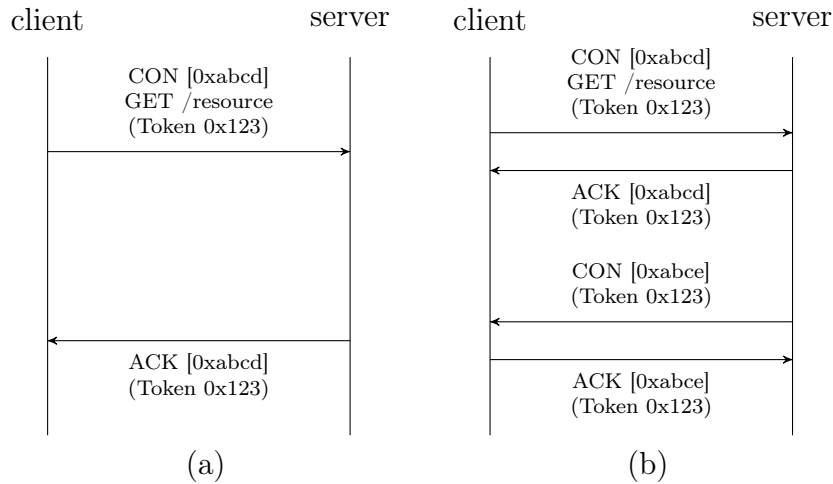 client
server
CON [0xabcd]
GET /resource
(Token 0x123)
ACK [0xabcd]
(Token 0x123)
(a)
client
server
CON [0xabcd]
GET /resource
(Token 0x123)
ACK [0xabcd]
(Token 0x123)
CON [0xabce]
(Token 0x123)
ACK [0xabce]
(Token 0x123)
(b)